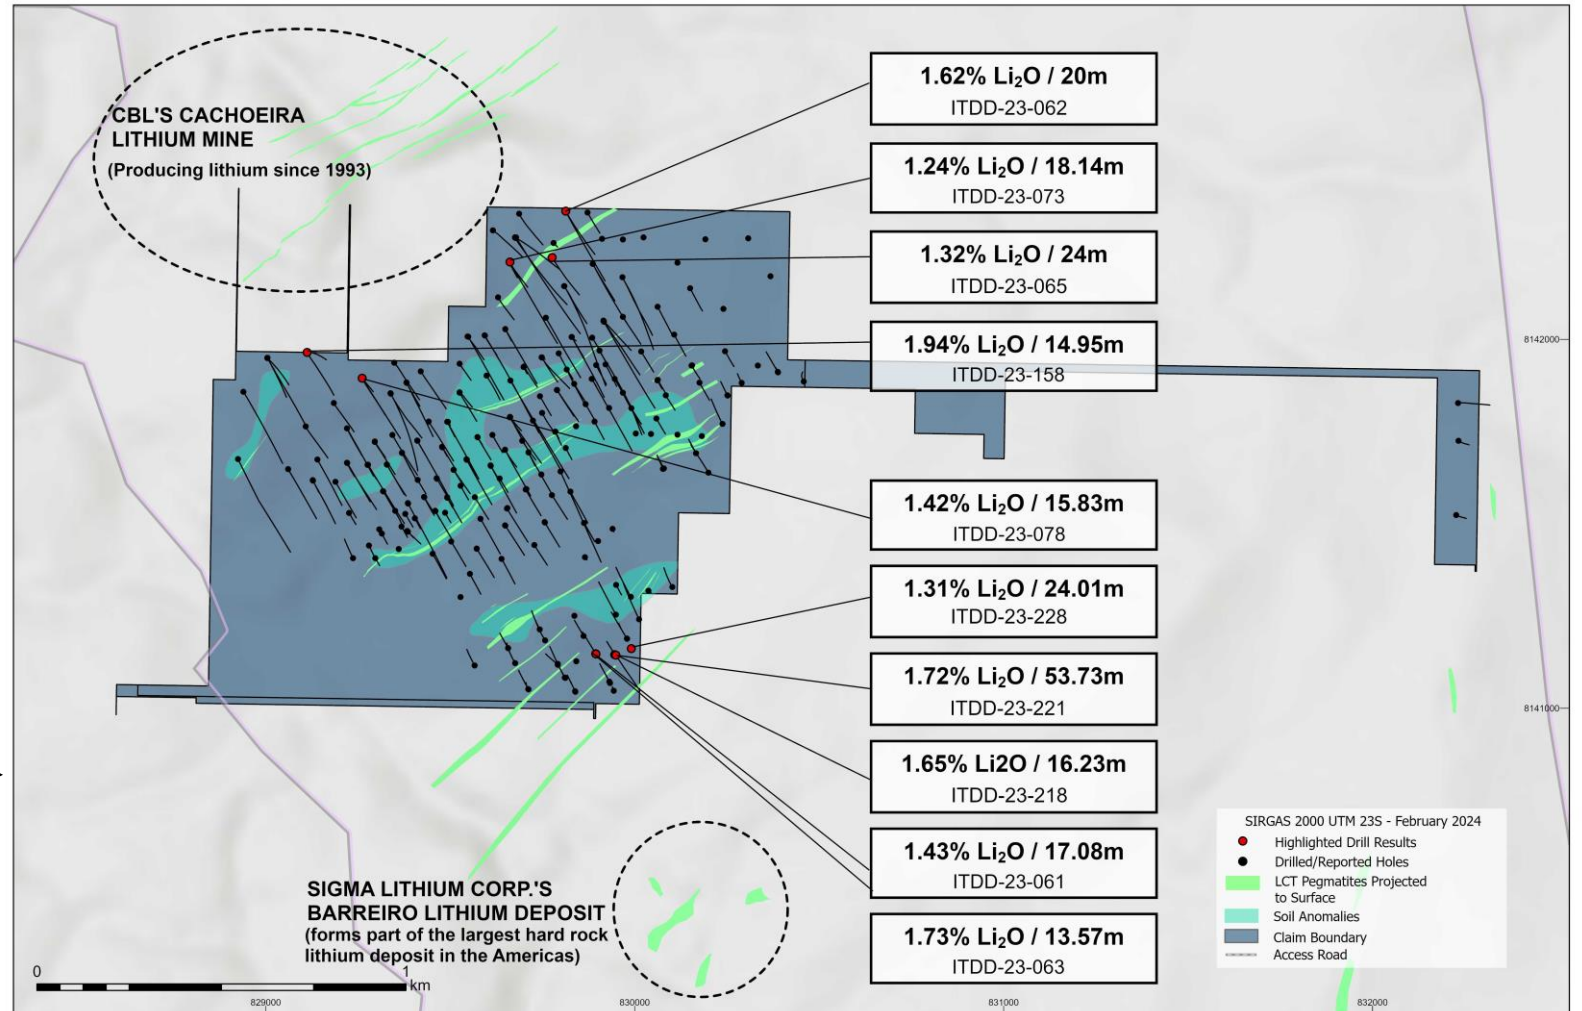 CBL'S CACHOEIRA
LITHIUM MINE
(Producing lithium since 1993)
1.62% Li₂O / 20m
ITDD-23-062
1.24% Li₂O / 18.14m
ITDD-23-073
1.32% Li₂O / 24m
ITDD-23-065
1.94% Li₂O / 14.95m
ITDD-23-158
1.42% Li₂O / 15.83m
ITDD-23-078
1.31% Li₂O / 24.01m
ITDD-23-228
1.72% Li₂O / 53.73m
ITDD-23-221
1.65% Li2O / 16.23m
ITDD-23-218
1.43% Li₂O / 17.08m
ITDD-23-061
1.73% Li₂O / 13.57m
ITDD-23-063
8142000
8141000
SIGMA LITHIUM CORP.'S
BARREIRO LITHIUM DEPOSIT
(forms part of the largest hard rock
lithium deposit in the Americas)
SIRGAS 2000 UTM 23S - February 2024
Highlighted Drill Results
Drilled/Reported Holes
LCT Pegmatites Projected
to Surface
Soil Anomalies
Claim Boundary
Access Road
0 1
km
829000 830000 831000 832000